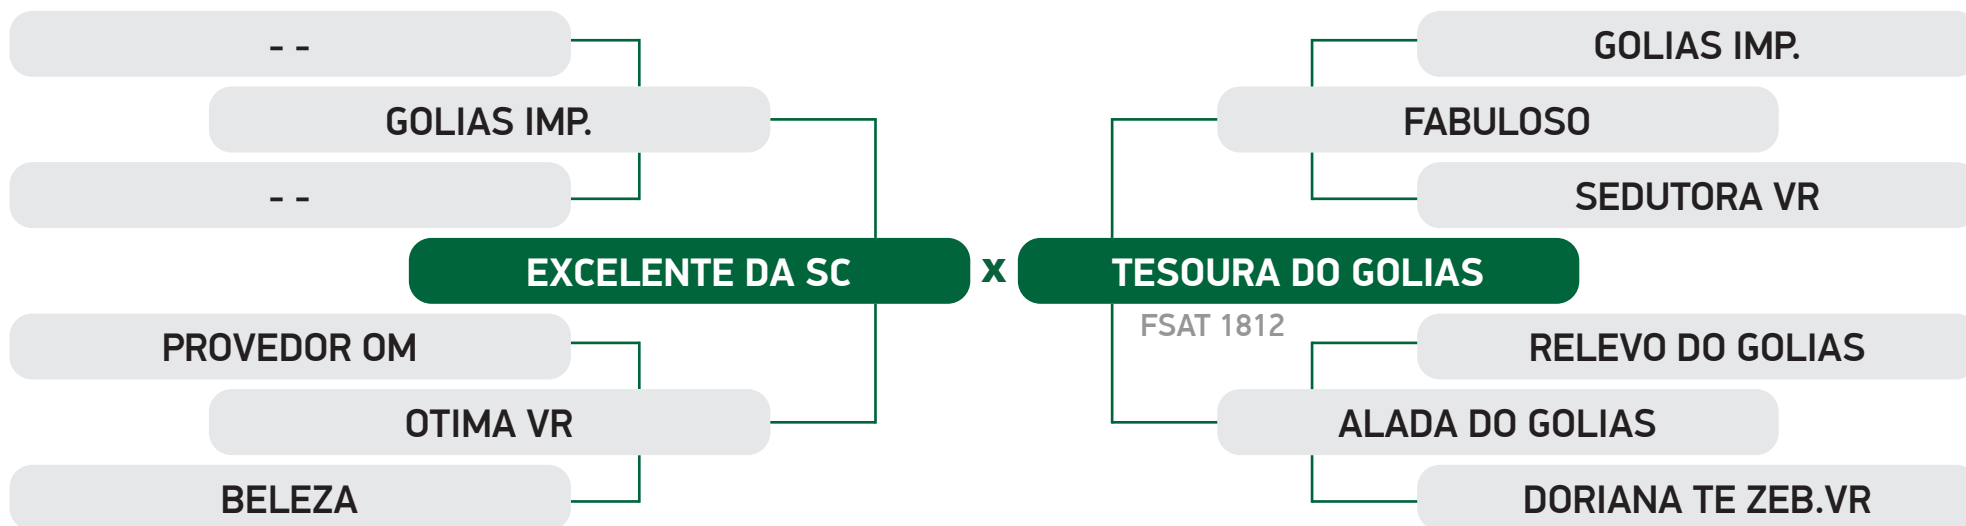 - -
GOLIAS IMP.
GOLIAS IMP.
FABULOSO
- -
SEDUTORA VR
EXCELENTE DA SC x TESOURA DO GOLIAS
FSAT 1812
PROVEDOR OM
RELEVO DO GOLIAS
OTIMA VR
ALADA DO GOLIAS
BELEZA
DORIANA TE ZEB.VR